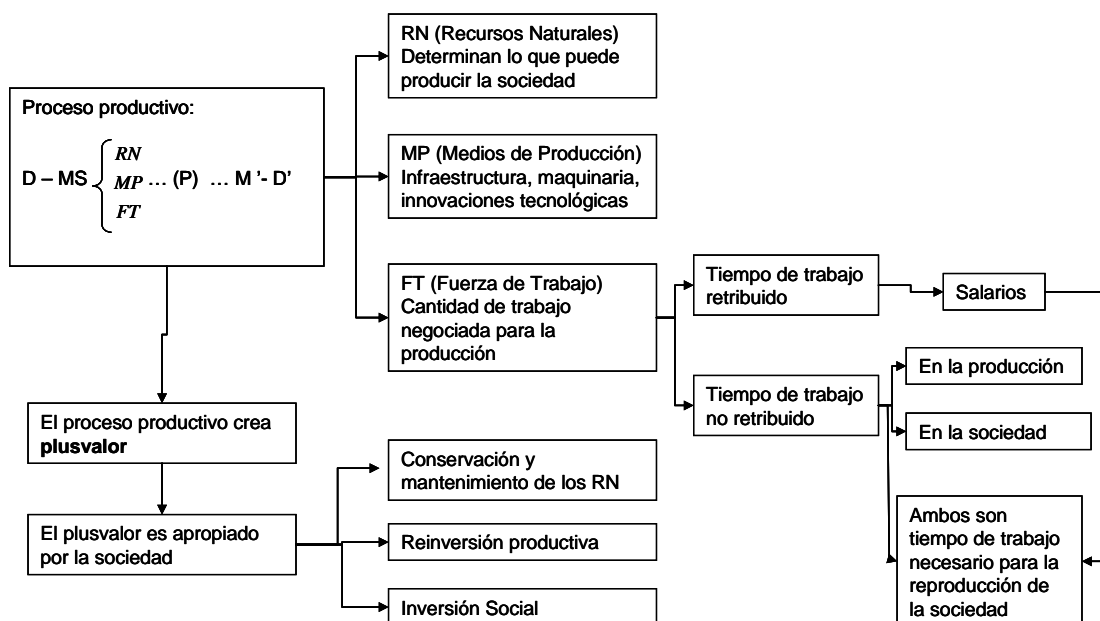 RN (Recursos Naturales)
Determinan lo que puede
producir la sociedad
Proceso productivo:
D – MS { RN
MP … (P) … M ’- D’
FT
MP (Medios de Producción)
Infraestructura, maquinaria,
innovaciones tecnológicas
FT (Fuerza de Trabajo)
Cantidad de trabajo
negociada para la
producción
Tiempo de trabajo
retribuido
Salarios
Tiempo de trabajo
no retribuido
En la producción
En la sociedad
Ambos son
tiempo de trabajo
necesario para la
reproducción de
la sociedad
El proceso productivo crea
plusvalor
El plusvalor es apropiado
por la sociedad
Conservación y
mantenimiento de los RN
Reinversión productiva
Inversión Social